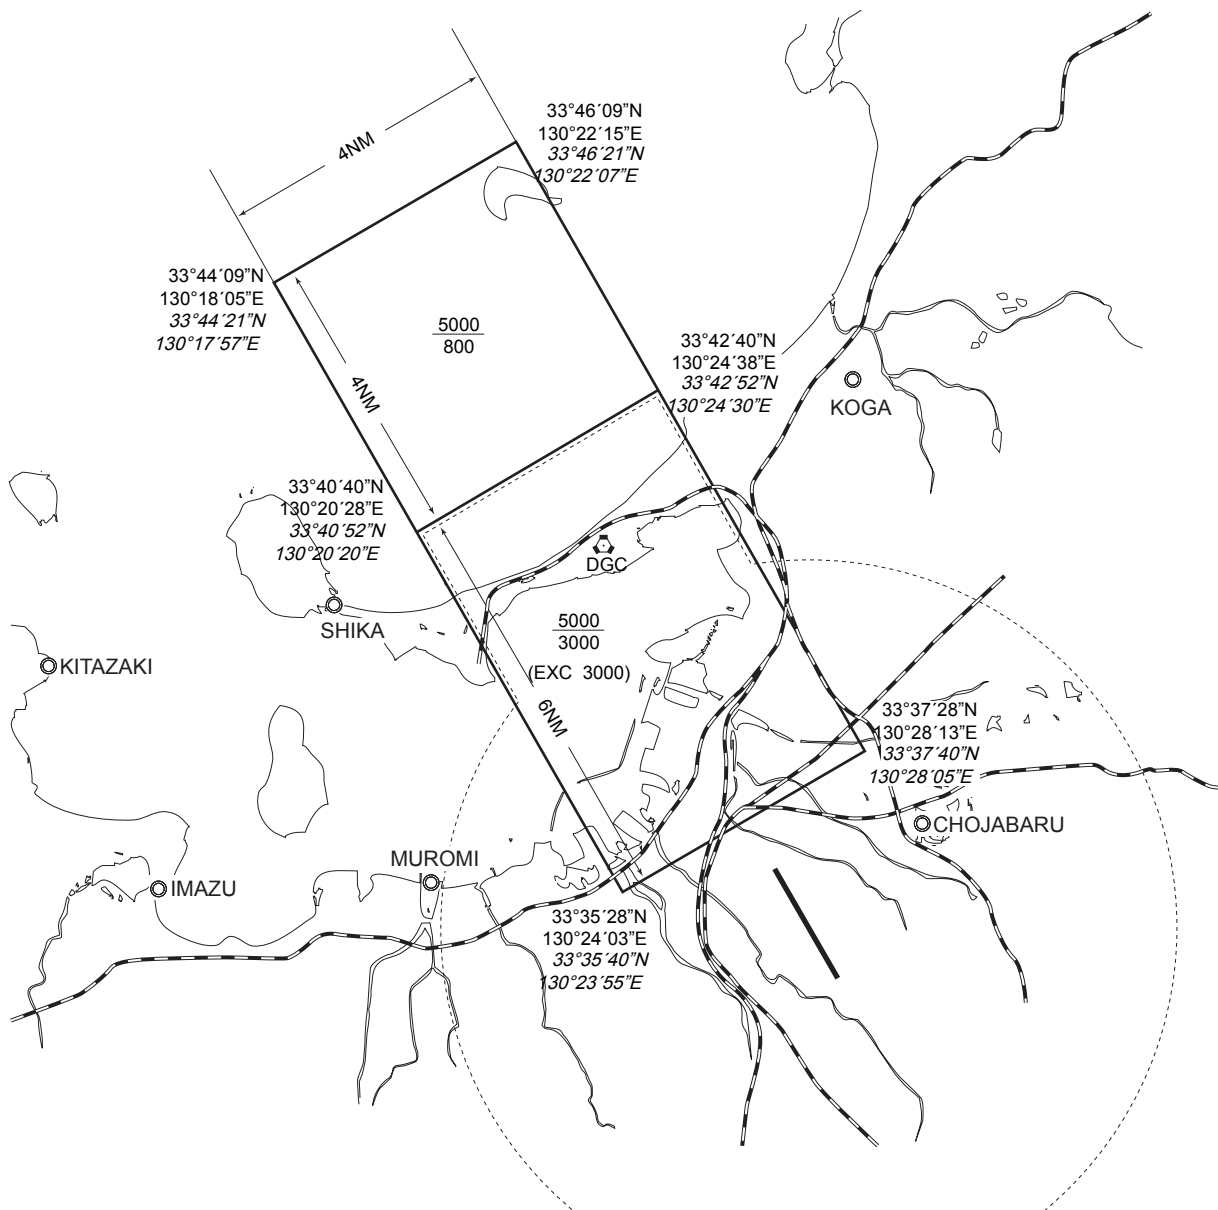 33°46´09”N
130°22´15”E
33°46´21”N
130°22´07”E
4NM
33°44´09”N
130°18´05”E
33°44´21”N
130°17´57”E
5000
800
33°42´40”N
130°24´38”E
33°42´52”N
130°24´30”E
4NM
KOGA
33°40´40”N
130°20´28”E
33°40´52”N
130°20´20”E
DGC
SHIKA
5000
3000
(EXC 3000)
KITAZAKI
6NM
33°37´28”N
130°28´13”E
33°37´40”N
130°28´05”E
CHOJABARU
MUROMI
IMAZU
33°35´28”N
130°24´03”E
33°35´40”N
130°23´55”E